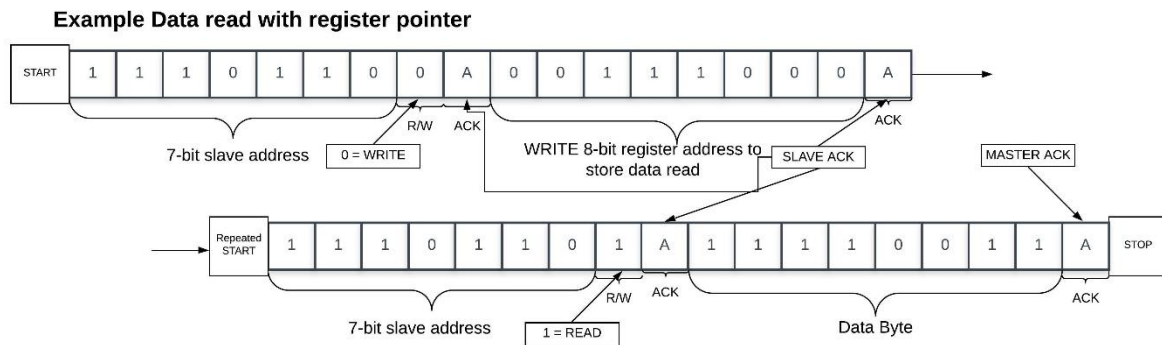 Example Data read with register pointer
START 1 1 1 0 1 1 0 0 A 0 0 1 1 1 0 0 0 A
R/W ACK ACK
7-bit slave address 0 = WRITE WRITE 8-bit register address to
store data read
SLAVE ACK MASTER ACK
Repeated
START 1 1 1 0 1 1 0 1 A 1 1 1 1 0 0 1 1 A STOP
R/W ACK ACK
7-bit slave address 1 = READ Data Byte